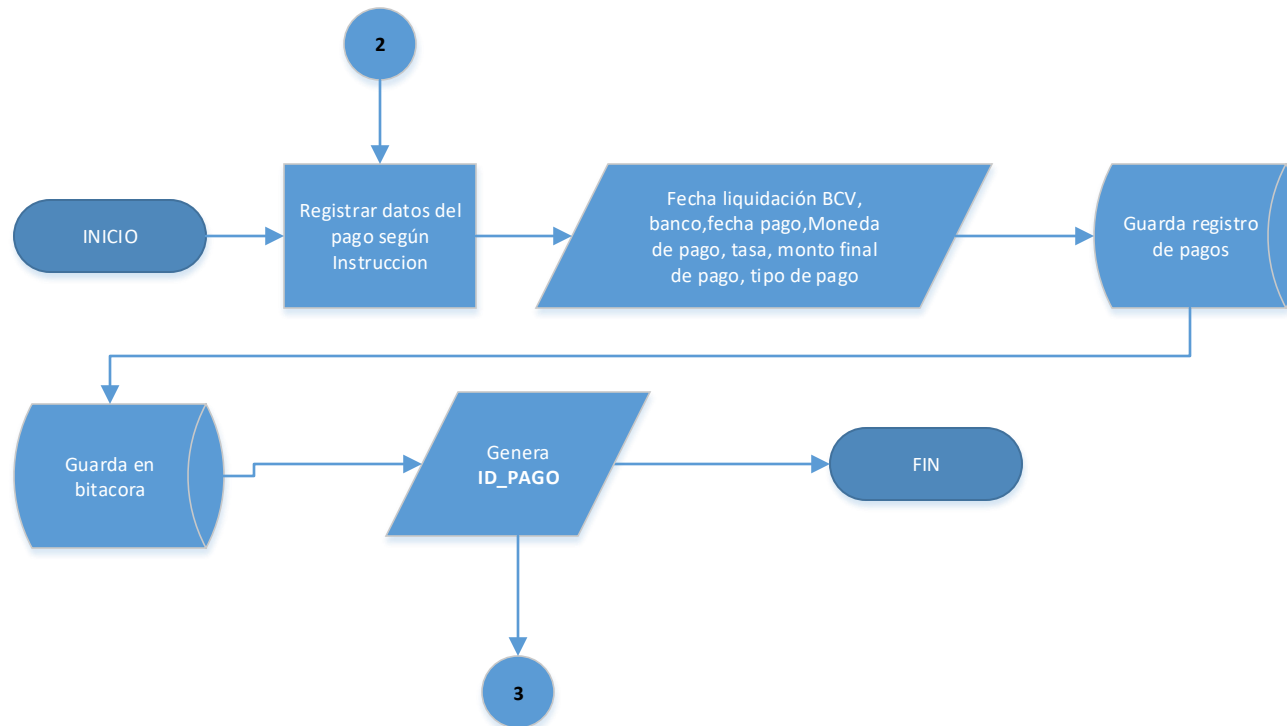 2
INICIO
Registrar datos del
pago según
Instruccion
Fecha liquidación BCV,
banco,fecha pago,Moneda
de pago, tasa, monto final
de pago, tipo de pago
Guarda registro
de pagos
Guarda en
bitacora
Genera
ID_PAGO
FIN
3